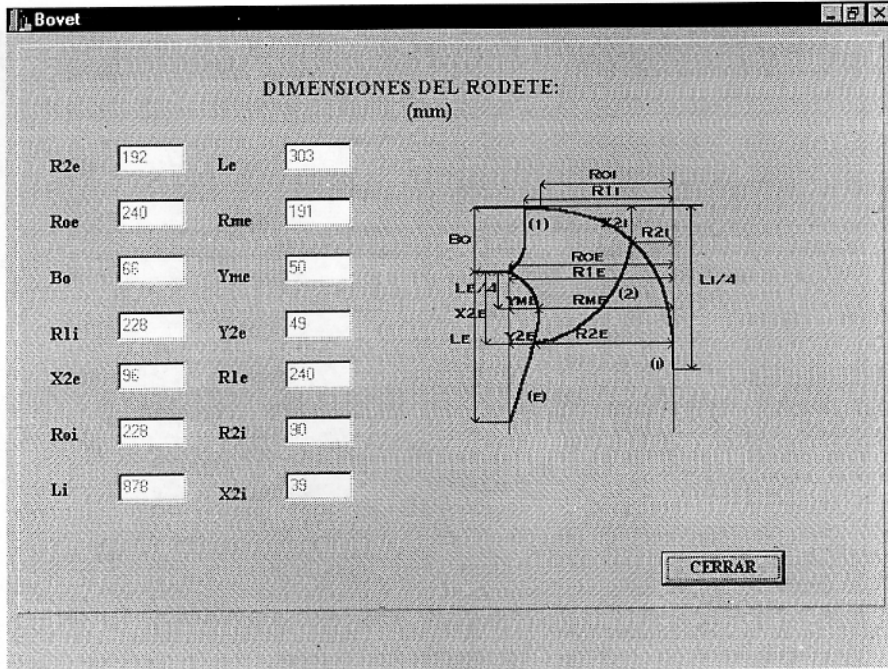 Bovet
DIMENSIONES DEL RODETE:
(mm)
R2e 192 Le 303
Roe 240 Rme 191
Bo 66 Yme 50
R1i 228 Y2e 49
X2e 96 R1e 240
Roi 228 R2i 90
Li 878 X2i 39
ROI
R1I
BO
(1)
X2I
R2I
ROE
R1E
LI/4
LE/4
YME
RME
(2)
X2E
LE
Y2E
R2E
(I)
(E)
CERRAR